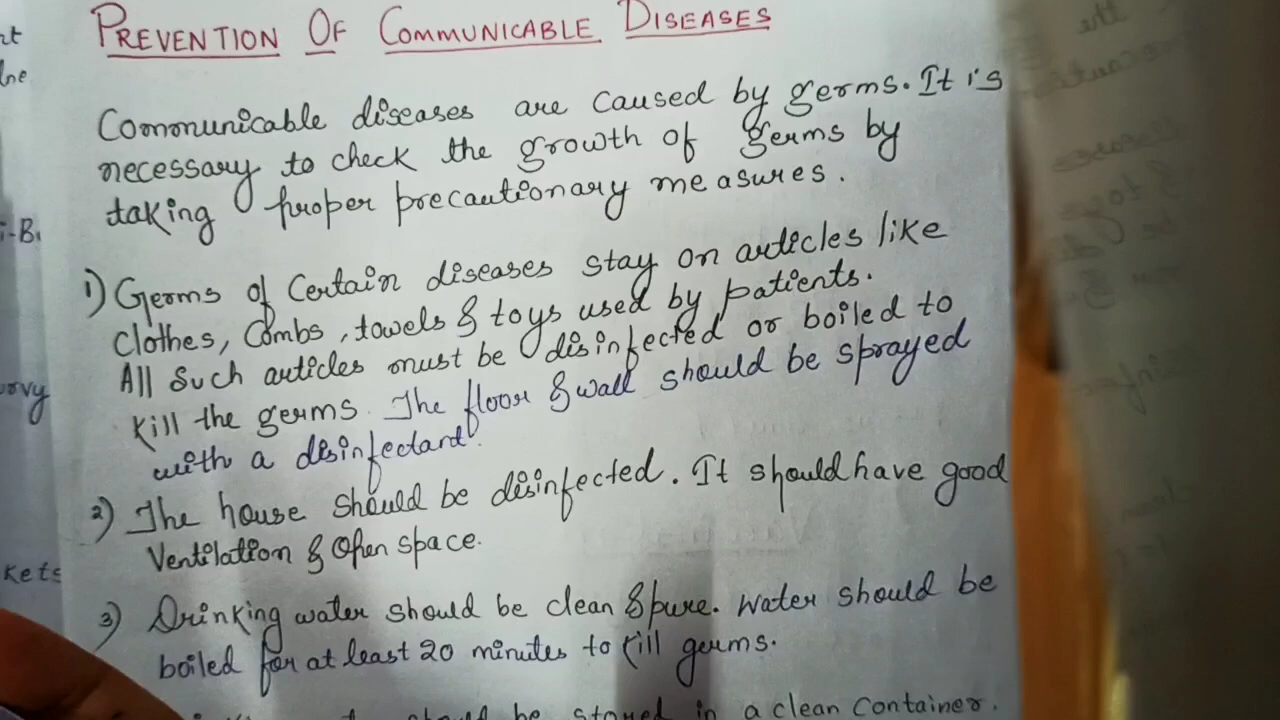 PREVENTION OF COMMUNICABLE DISEASES
Communicable diseases are caused by germs. It is
necessary to check the growth of germs by
taking proper precautionary measures.
1) Germs of Certain diseases stay on articles like
Clothes, Combs, towels & toys used by patients.
All Such articles must be disinfected or boiled to
Kill the germs. The floor & wall should be sprayed
with a disinfectant.
2) The house should be disinfected. It should have good
Ventilation & Open space.
3) Drinking water should be clean & pure. Water should be
boiled for at least 20 minutes to Kill germs.
should be stored in a clean container.